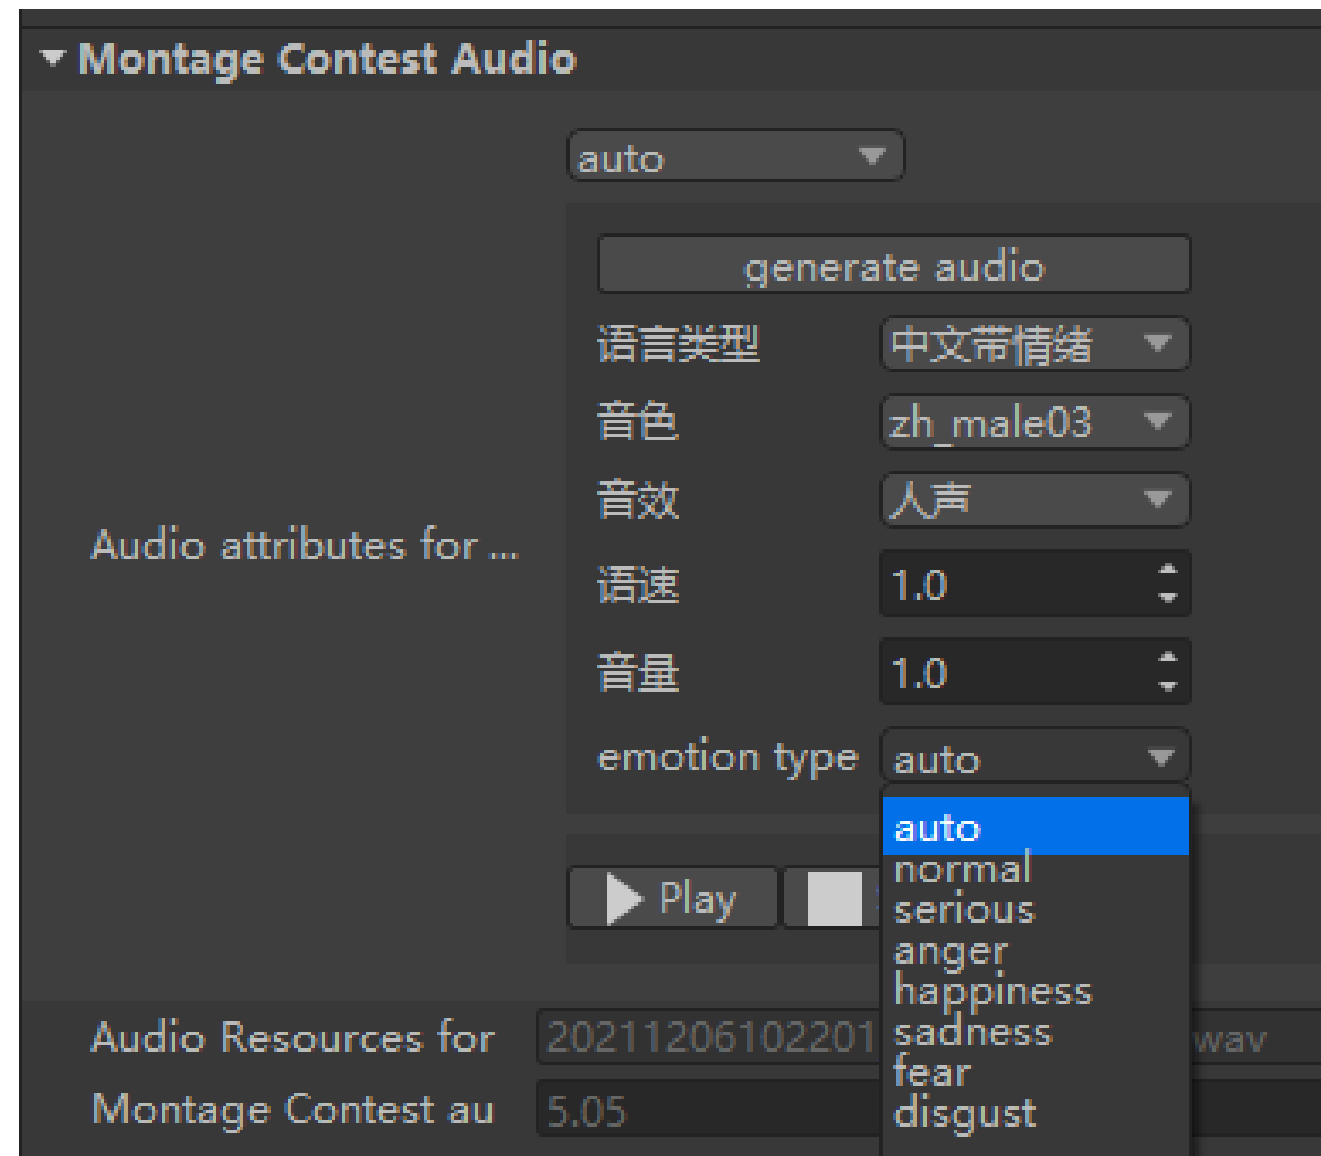 Montage Contest Audio
auto
generate audio
语言类型 中文带情绪
音色 zh_male03
音效 人声
Audio attributes for ...
语速 1.0
音量 1.0
emotion type auto
auto
normal
serious
anger
happiness
sadness
fear
disgust
Play
Audio Resources for 20211206102201 wav
Montage Contest au 5.05